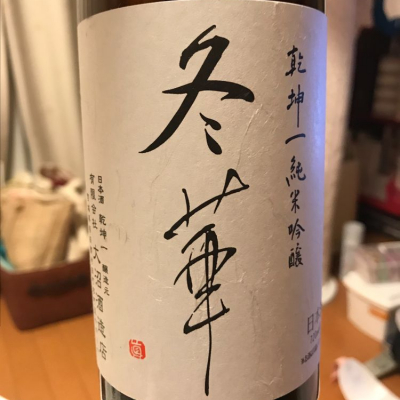 乾坤一純米吟醸
冬華
日本酒 乾坤一 醸造元
有限会社 大沼酒造店